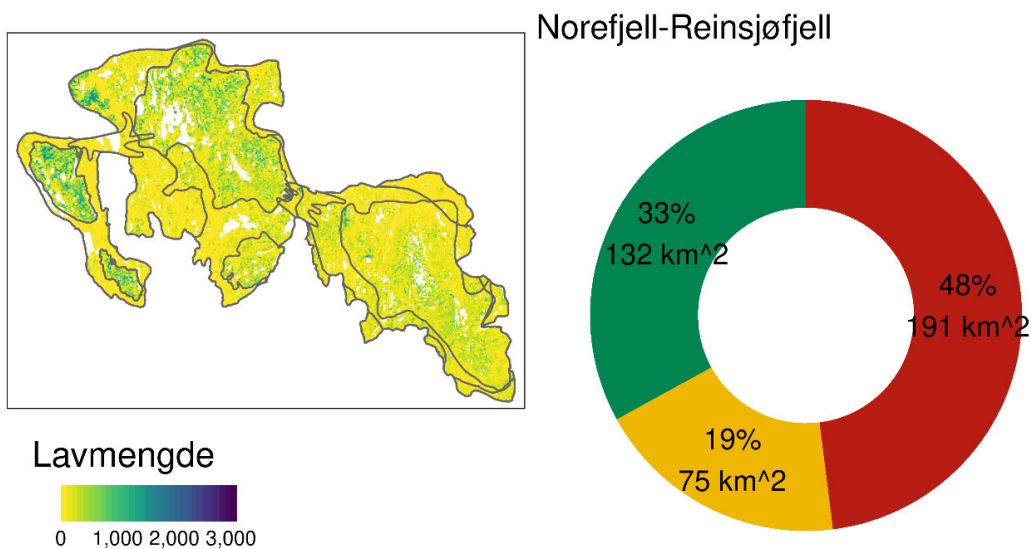 Norefjell-Reinsjøfjell
33%
132 km^2
48%
191 km^2
19%
75 km^2
Lavmengde
0 1,000 2,000 3,000